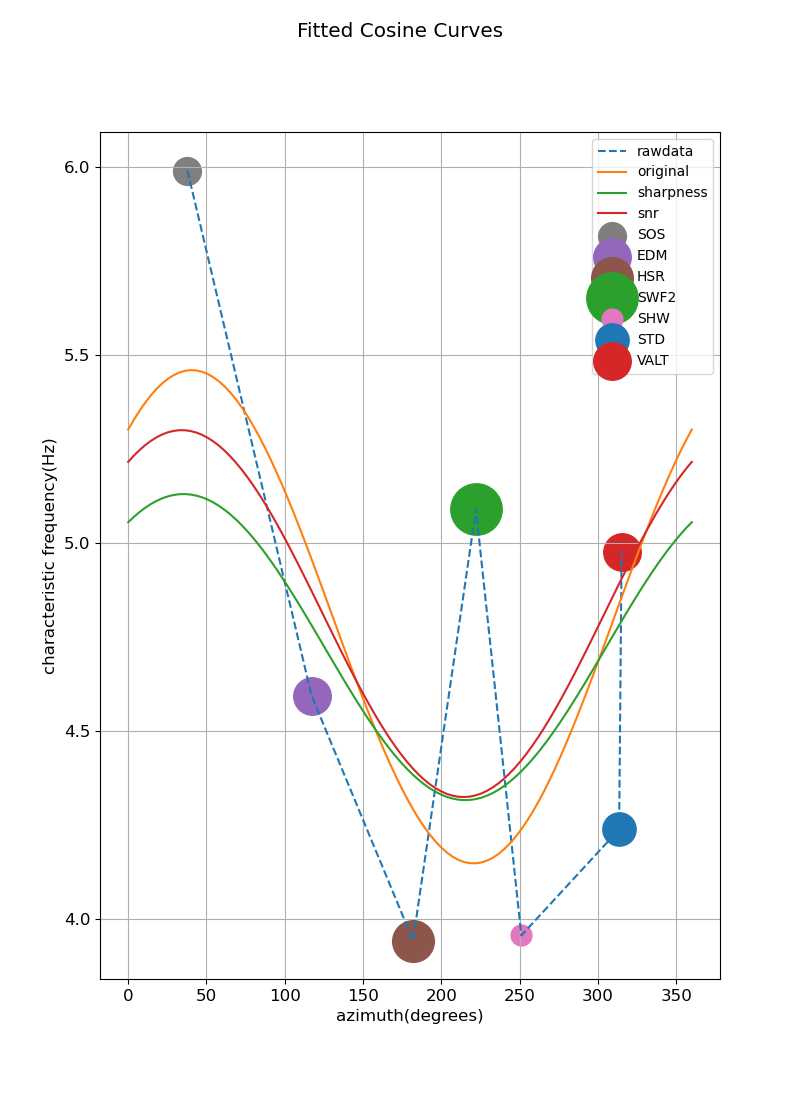 Fitted Cosine Curves
characteristic frequency(Hz)
6.0
5.5
5.0
4.5
4.0
0 50 100 150 200 250 300 350
azimuth(degrees)
rawdata
original
sharpness
snr
SOS
EDM
HSR
SWF2
SHW
STD
VALT